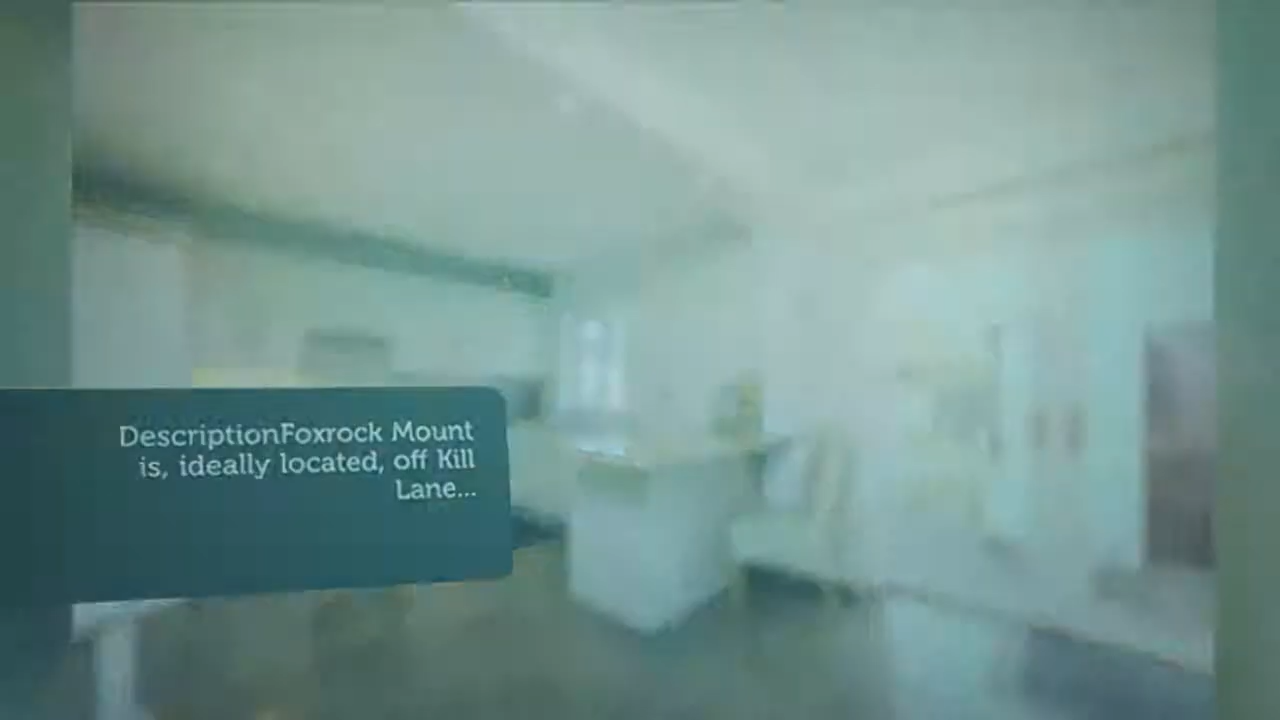 DescriptionFoxrock Mount
is, ideally located, off Kill
Lane...